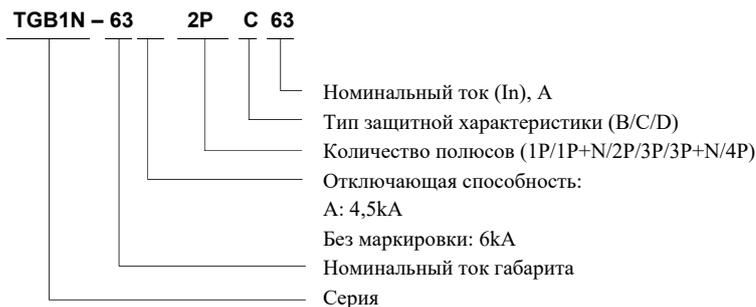 TGB1N – 63 2P C 63
Номинальный ток (In), А
Тип защитной характеристики (B/C/D)
Количество полюсов (1P/1P+N/2P/3P/3P+N/4P)
Отключающая способность:
А: 4,5kA
Без маркировки: 6kA
Номинальный ток габарита
Серия